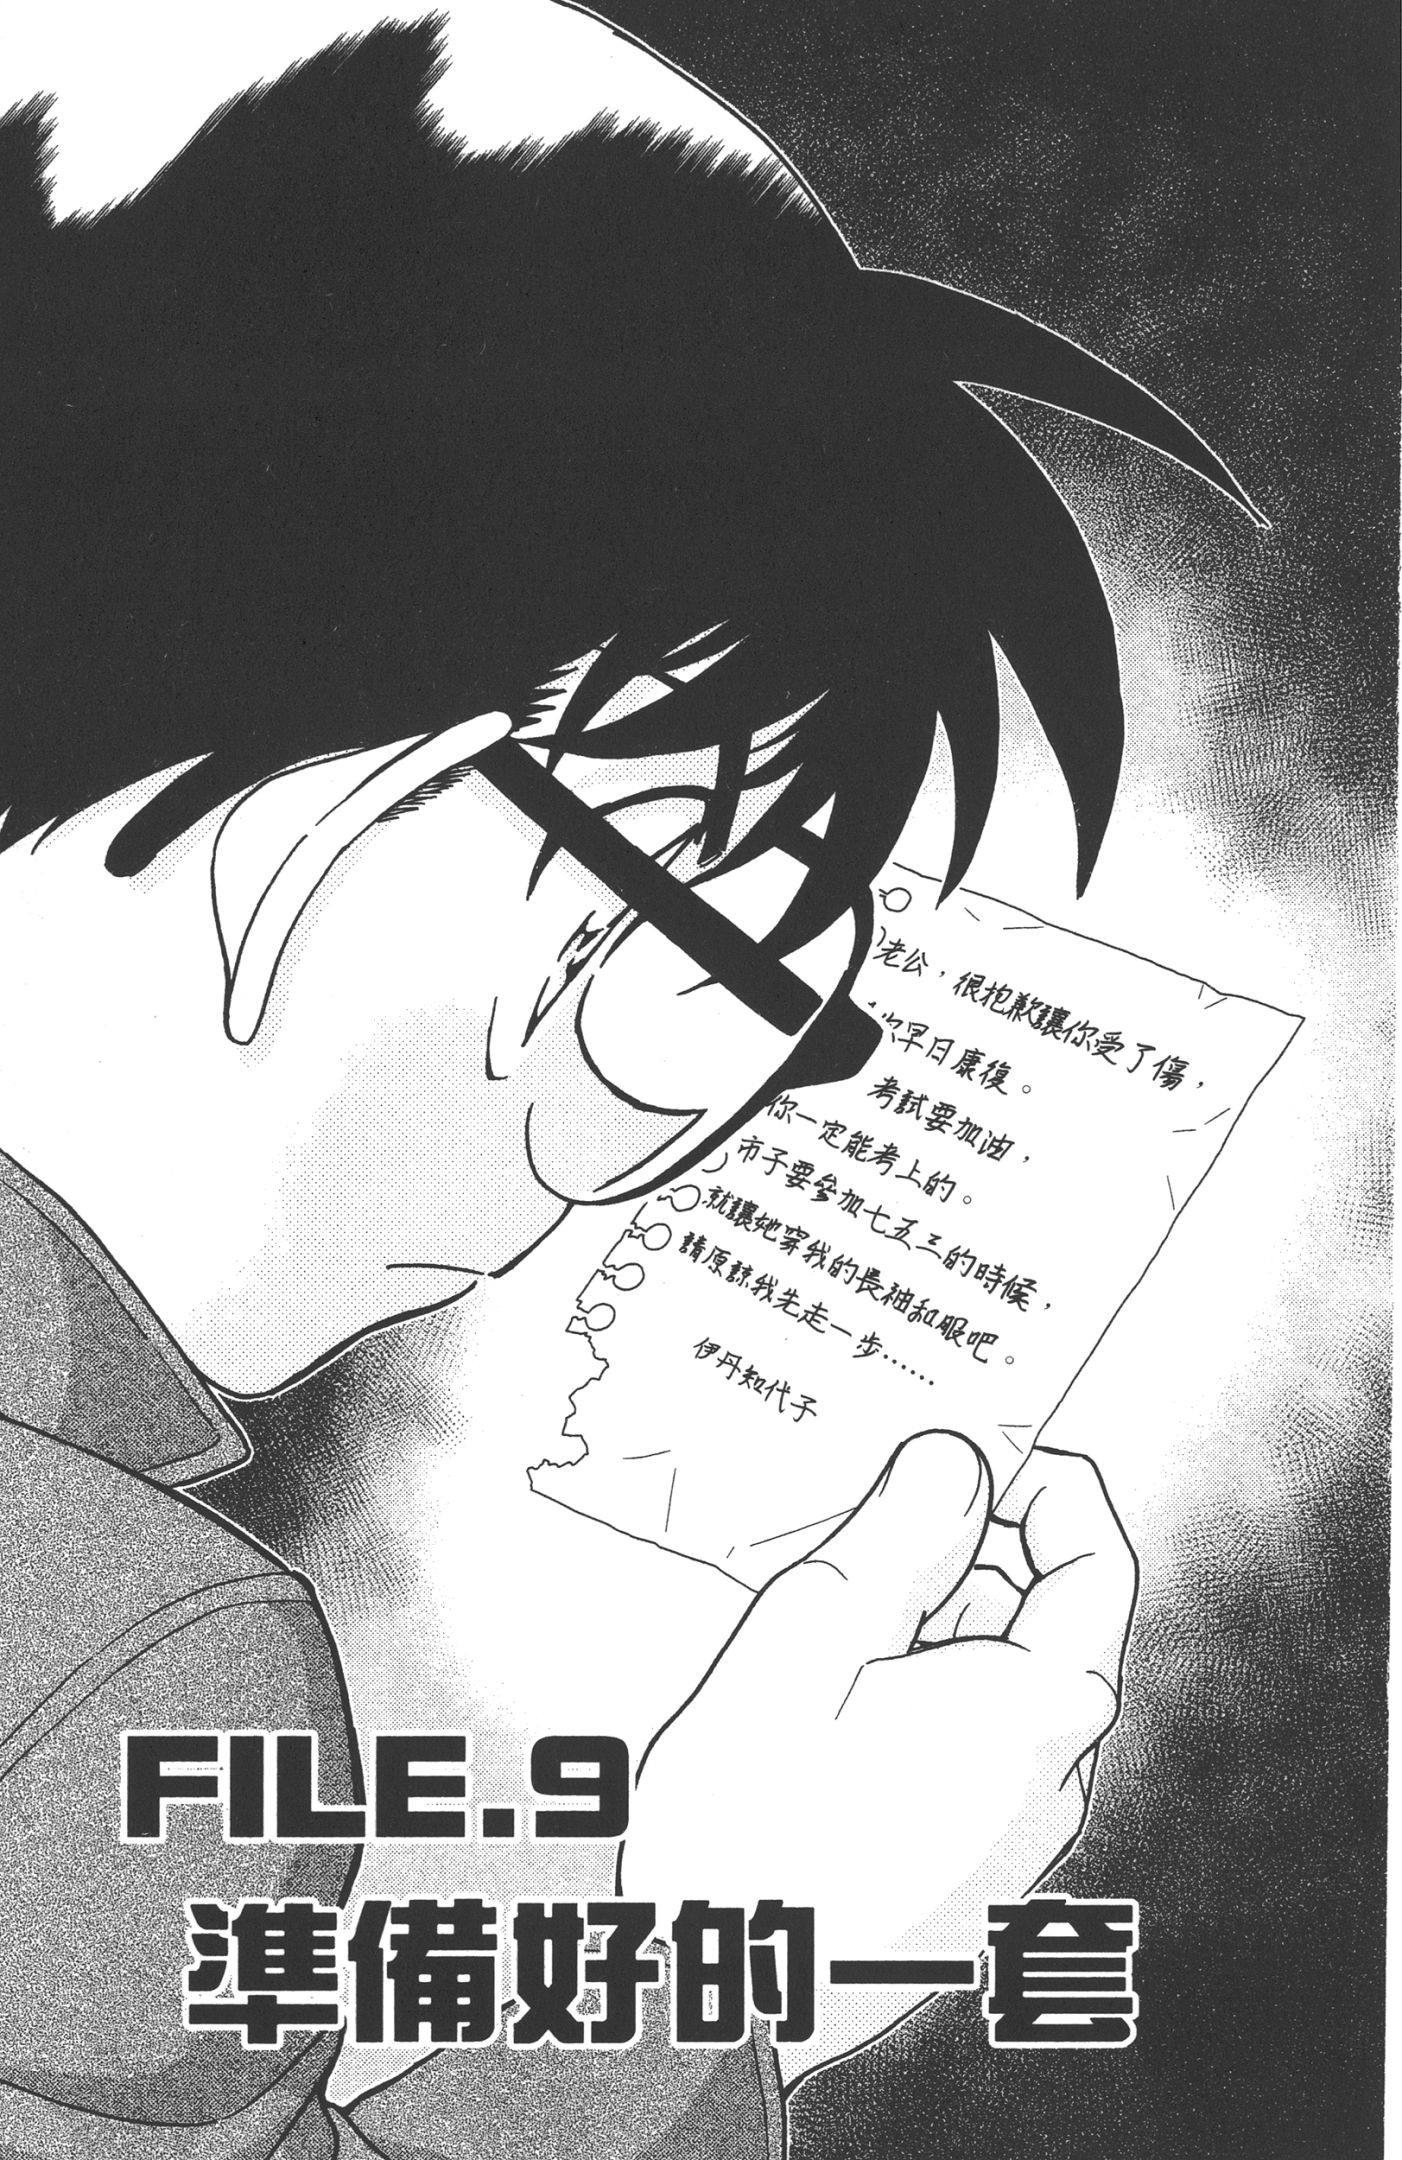 老公，很抱歉讓你受了傷，
你早日康復。
考試要加油，
你一定能考上的。
市子要參加七五三的時候，
就讓她穿我的長袖和服吧。
請原諒我先走一步……
伊丹知代子
FILE.9
準備好的一套